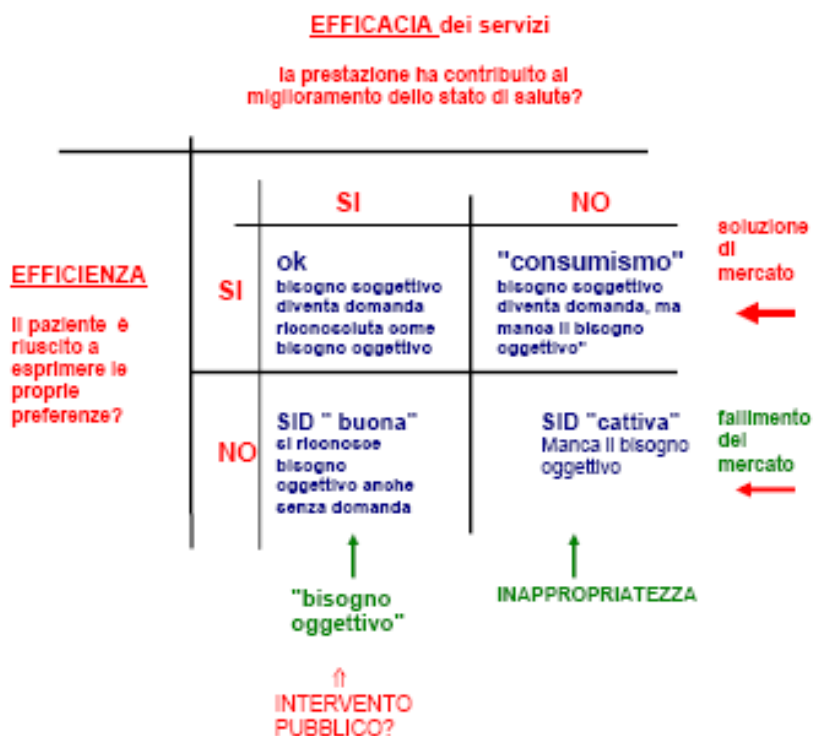 EFFICACIA dei servizi
la prestazione ha contribuito al
miglioramento dello stato di salute?
SI
NO
soluzione
di
mercato
EFFICIENZA
Il paziente è
riuscito a
esprimere le
proprie
preferenze?
SI
ok
bisogno soggettivo
diventa domanda
riconosciuta come
bisogno oggettivo
"consumismo"
bisogno soggettivo
diventa domanda, ma
manca il bisogno
oggettivo"
NO
SID " buona"
si riconosce
bisogno
oggettivo anche
senza domanda
SID "cattiva"
Manca il bisogno
oggettivo
fallimento
del
mercato
"bisogno
oggettivo"
INAPPROPRIATEZZA
⇑
INTERVENTO
PUBBLICO?